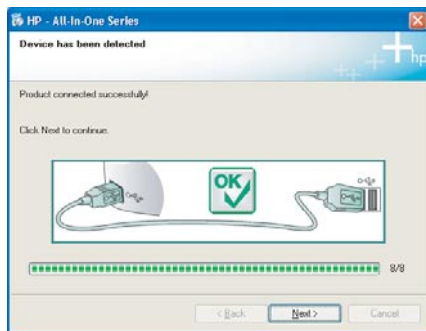 HP - All-In-One Series
Device has been detected
hp
Product connected successfully!
Click Next to continue.
OK
8/8
< Back
Next >
Cancel